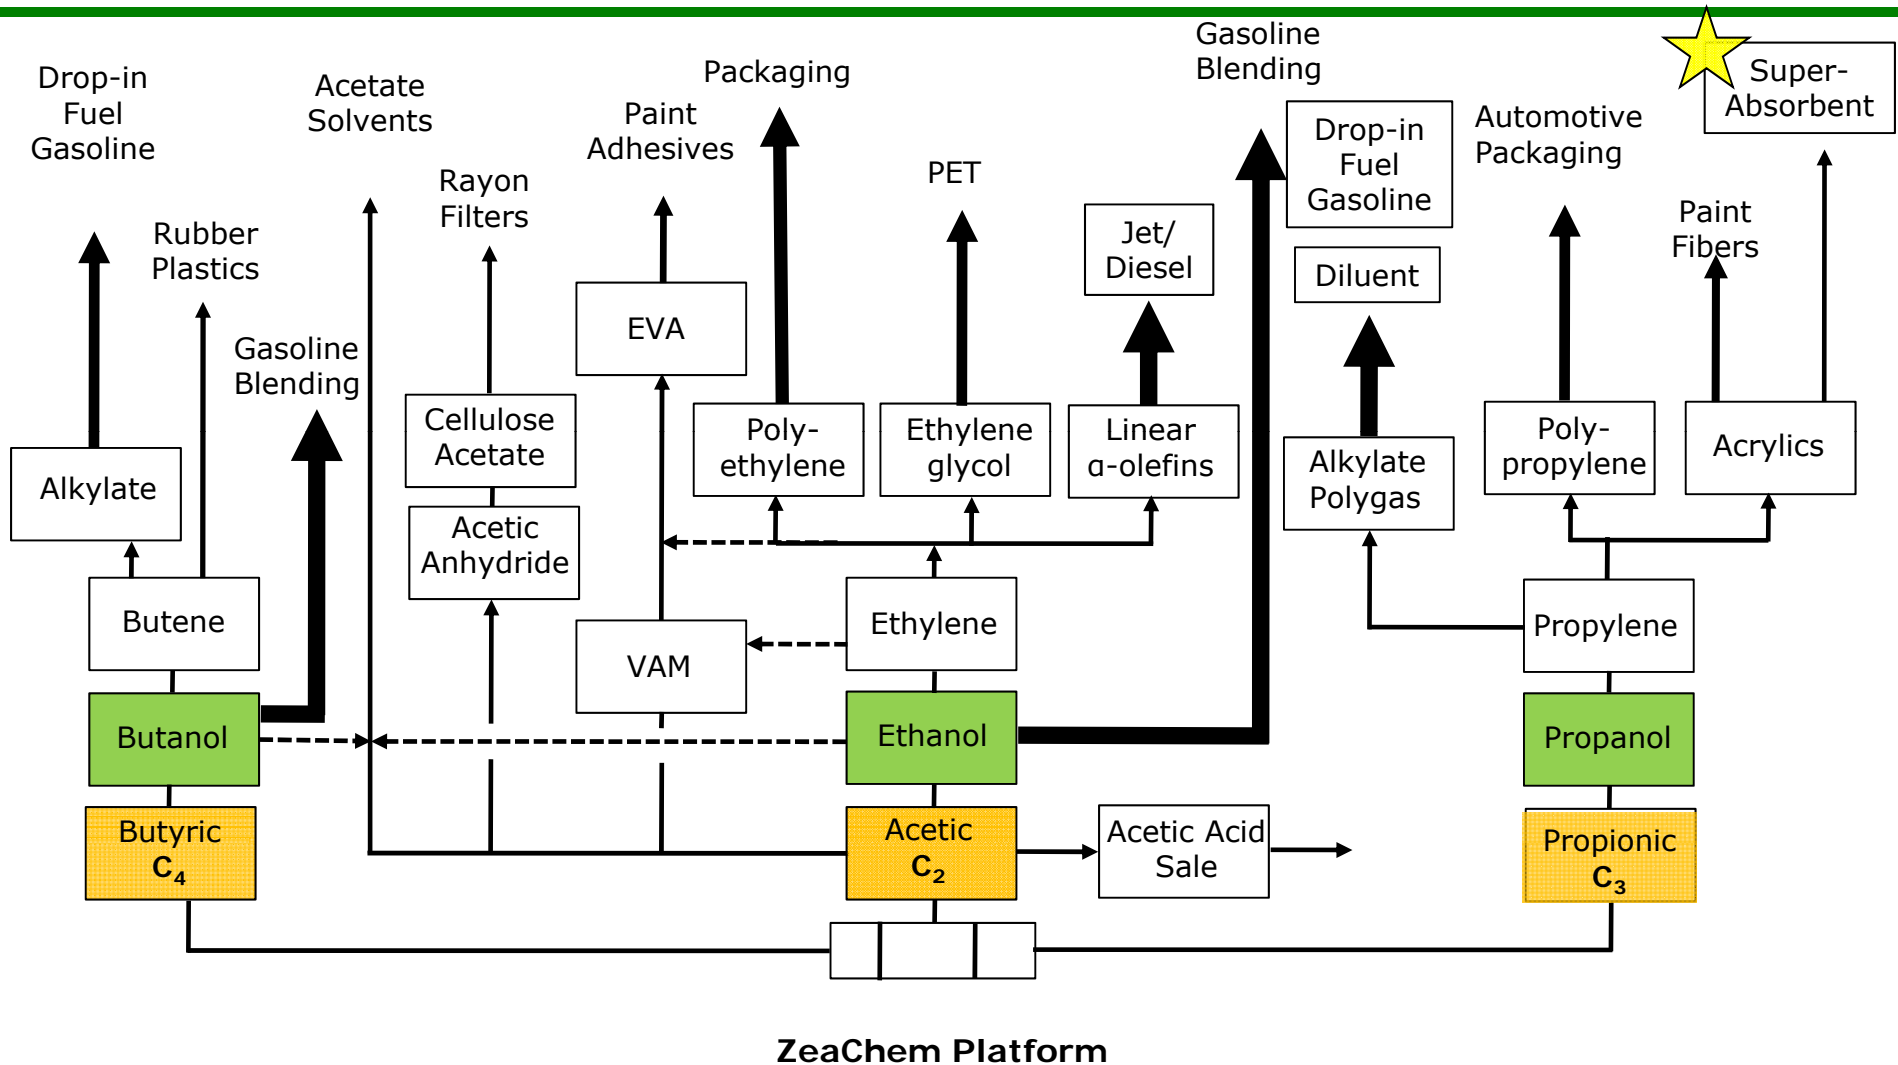 Drop-in
Fuel
Gasoline
Acetate
Solvents
Packaging
Paint
Adhesives
Gasoline
Blending
Super-
Absorbent
Drop-in
Fuel
Gasoline
Automotive
Packaging
Rayon
Filters
PET
Rubber
Plastics
Jet/
Diesel
Diluent
Paint
Fibers
Gasoline
Blending
EVA
Alkylate
Cellulose
Acetate
Poly-
ethylene
Ethylene
glycol
Linear
α-olefins
Alkylate
Polygas
Poly-
propylene
Acrylics
Acetic
Anhydride
Butene
VAM
Ethylene
Propylene
Butanol
Ethanol
Propanol
Butyric
C₄
Acetic
C₂
Acetic Acid
Sale
Propionic
C₃
ZeaChem Platform